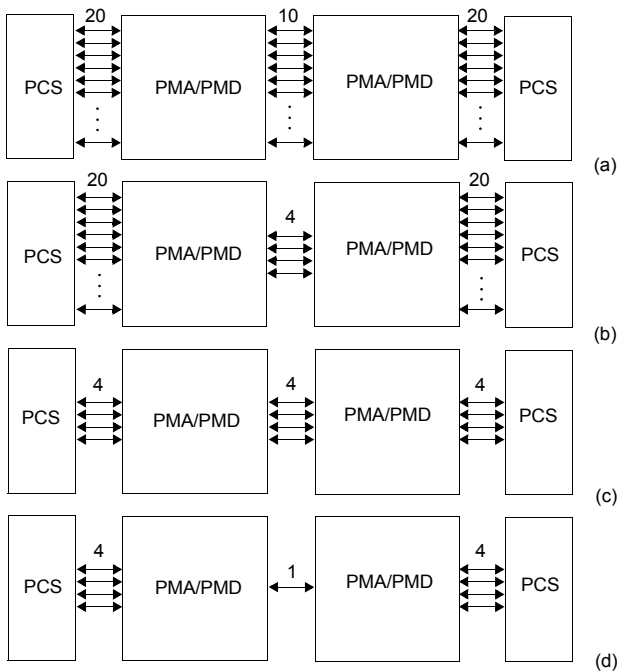 20 10 20
PCS PMA/PMD PMA/PMD PCS
(a)
20 4 20
PCS PMA/PMD PMA/PMD PCS
(b)
4 4 4
PCS PMA/PMD PMA/PMD PCS
(c)
4 1 4
PCS PMA/PMD PMA/PMD PCS
(d)